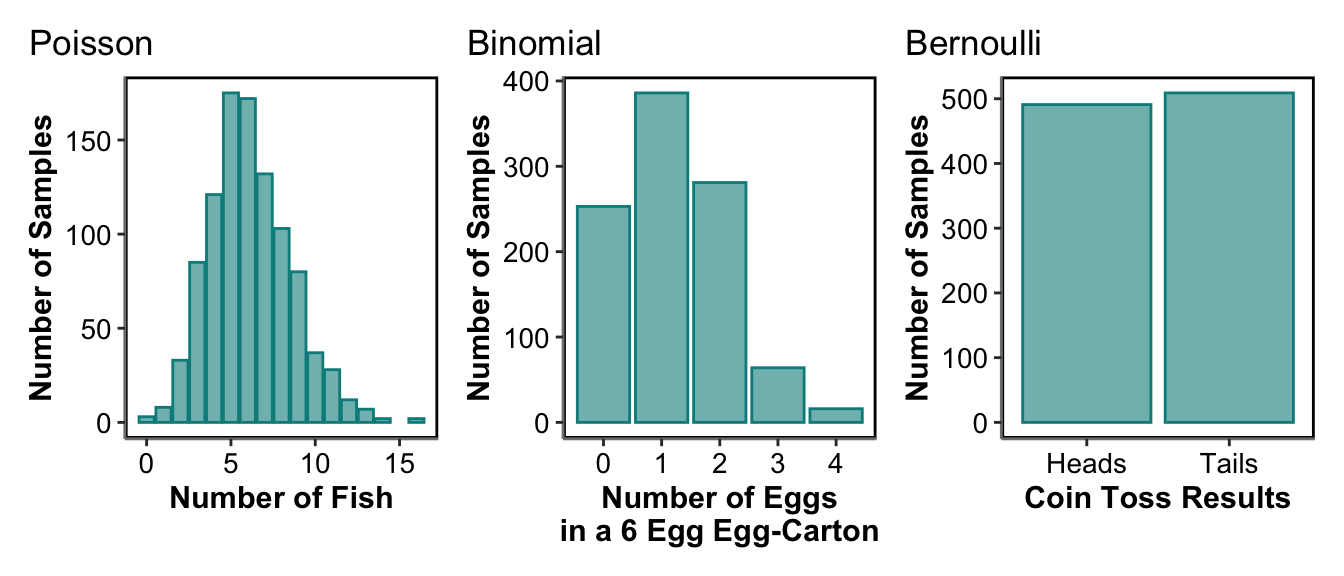 Poisson
Number of Samples
150
100
50
0
0 5 10 15
Number of Fish
Binomial
Number of Samples
400
300
200
100
0
0 1 2 3 4
Number of Eggs
in a 6 Egg Egg-Carton
Bernoulli
Number of Samples
500
400
300
200
100
0
Heads Tails
Coin Toss Results